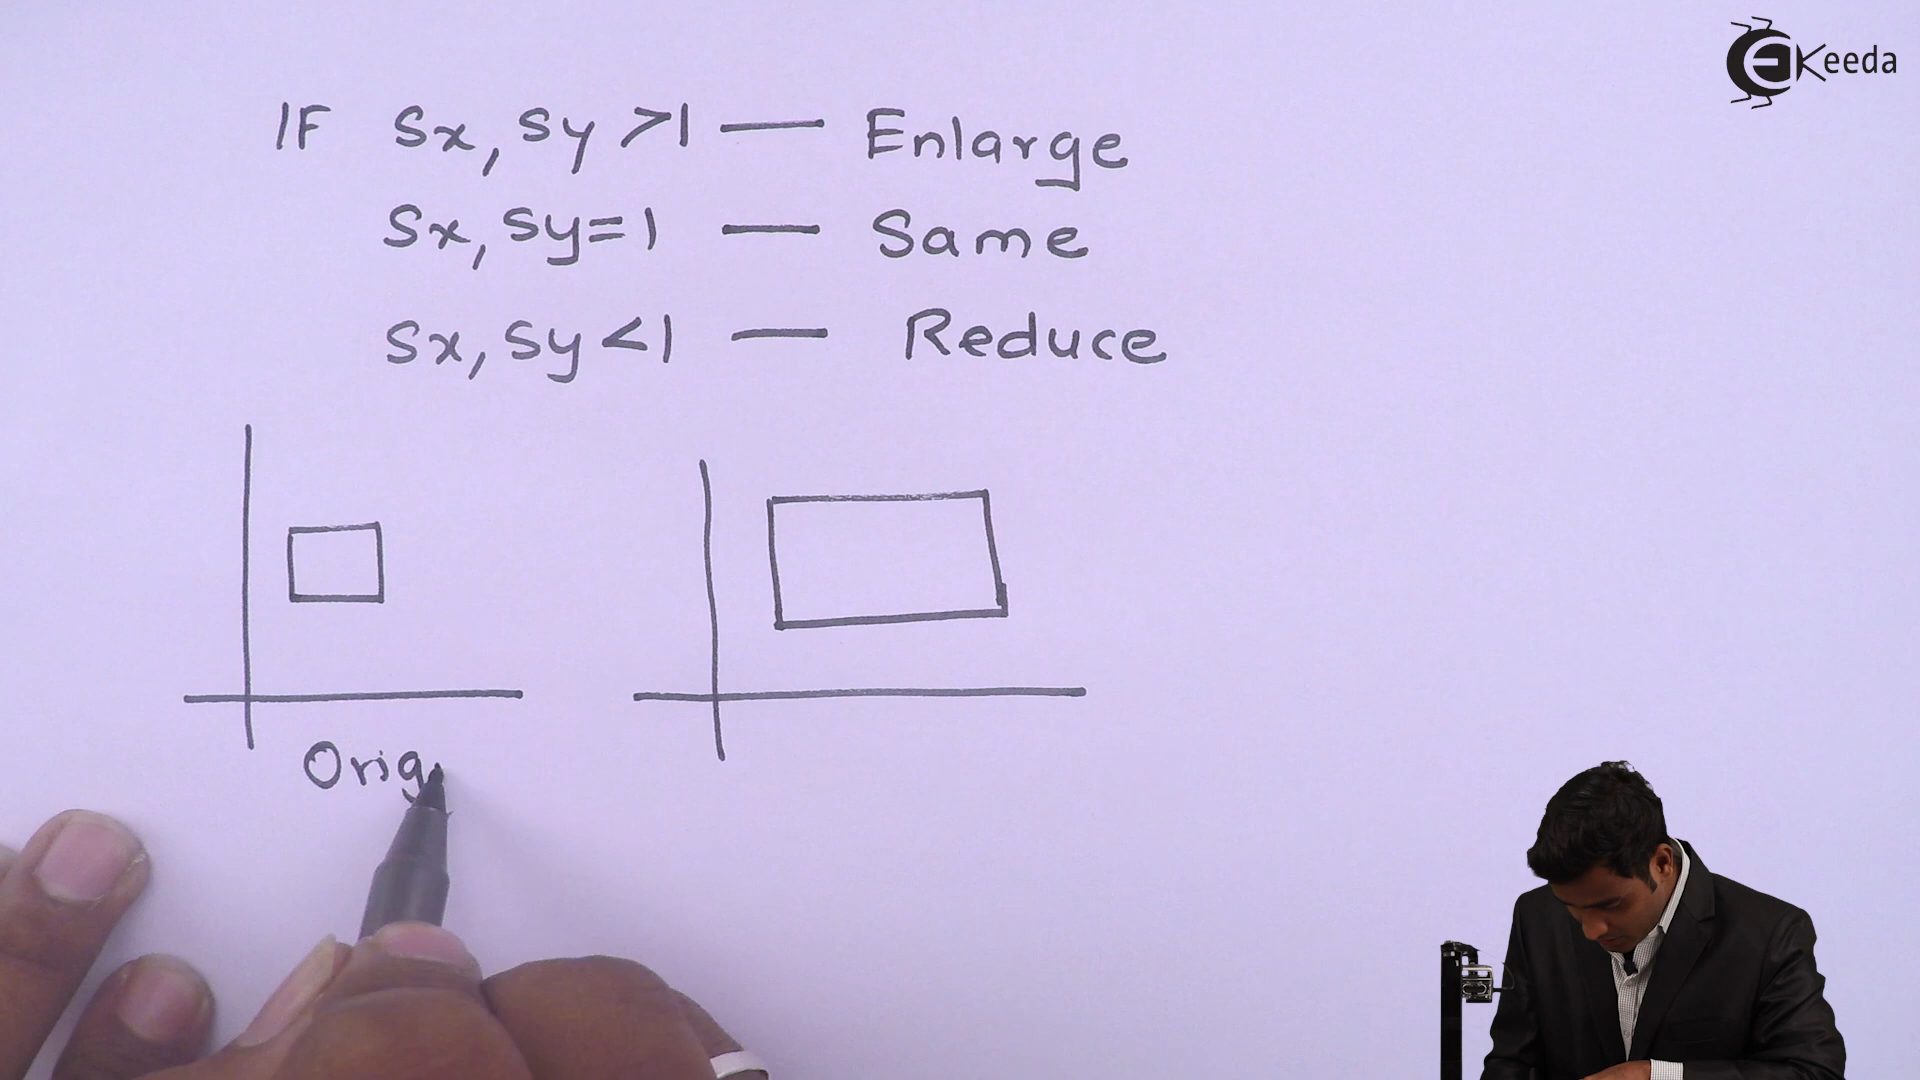 IF Sx, Sy >1 — Enlarge
Sx, Sy=1 — Same
Sx, Sy <1 — Reduce
Orig
EKeeda